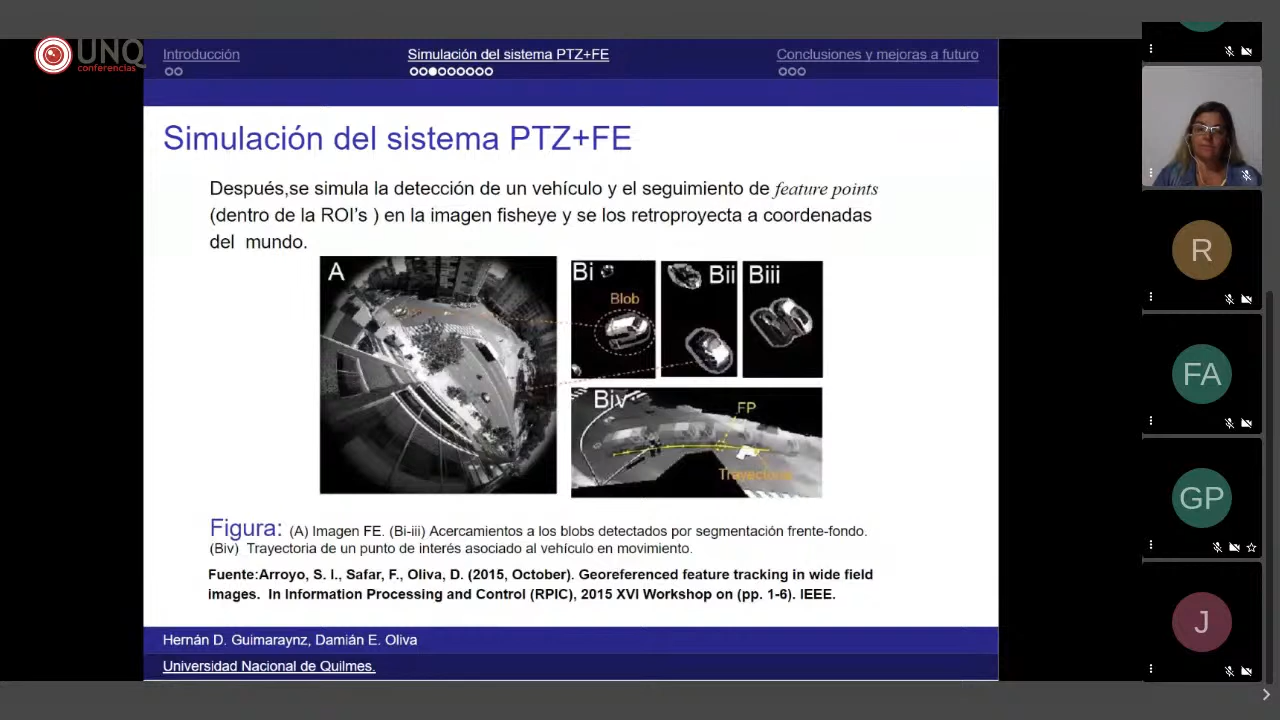 UNQ
conferencias
Introducción
Simulación del sistema PTZ+FE
Conclusiones y mejoras a futuro
Simulación del sistema PTZ+FE
Después,se simula la detección de un vehículo y el seguimiento de feature points
(dentro de la ROI's ) en la imagen fisheye y se los retroproyecta a coordenadas
del mundo.
A
Bi
Bii
Biii
Blob
Biv
FP
Trayectoria
Figura: (A) Imagen FE. (Bi-iii) Acercamientos a los blobs detectados por segmentación frente-fondo.
(Biv) Trayectoria de un punto de interés asociado al vehículo en movimiento.
Fuente:Arroyo, S. I., Safar, F., Oliva, D. (2015, October). Georeferenced feature tracking in wide field
images. In Information Processing and Control (RPIC), 2015 XVI Workshop on (pp. 1-6). IEEE.
Hernán D. Guimaraynz, Damián E. Oliva
Universidad Nacional de Quilmes.
R
FA
GP
J